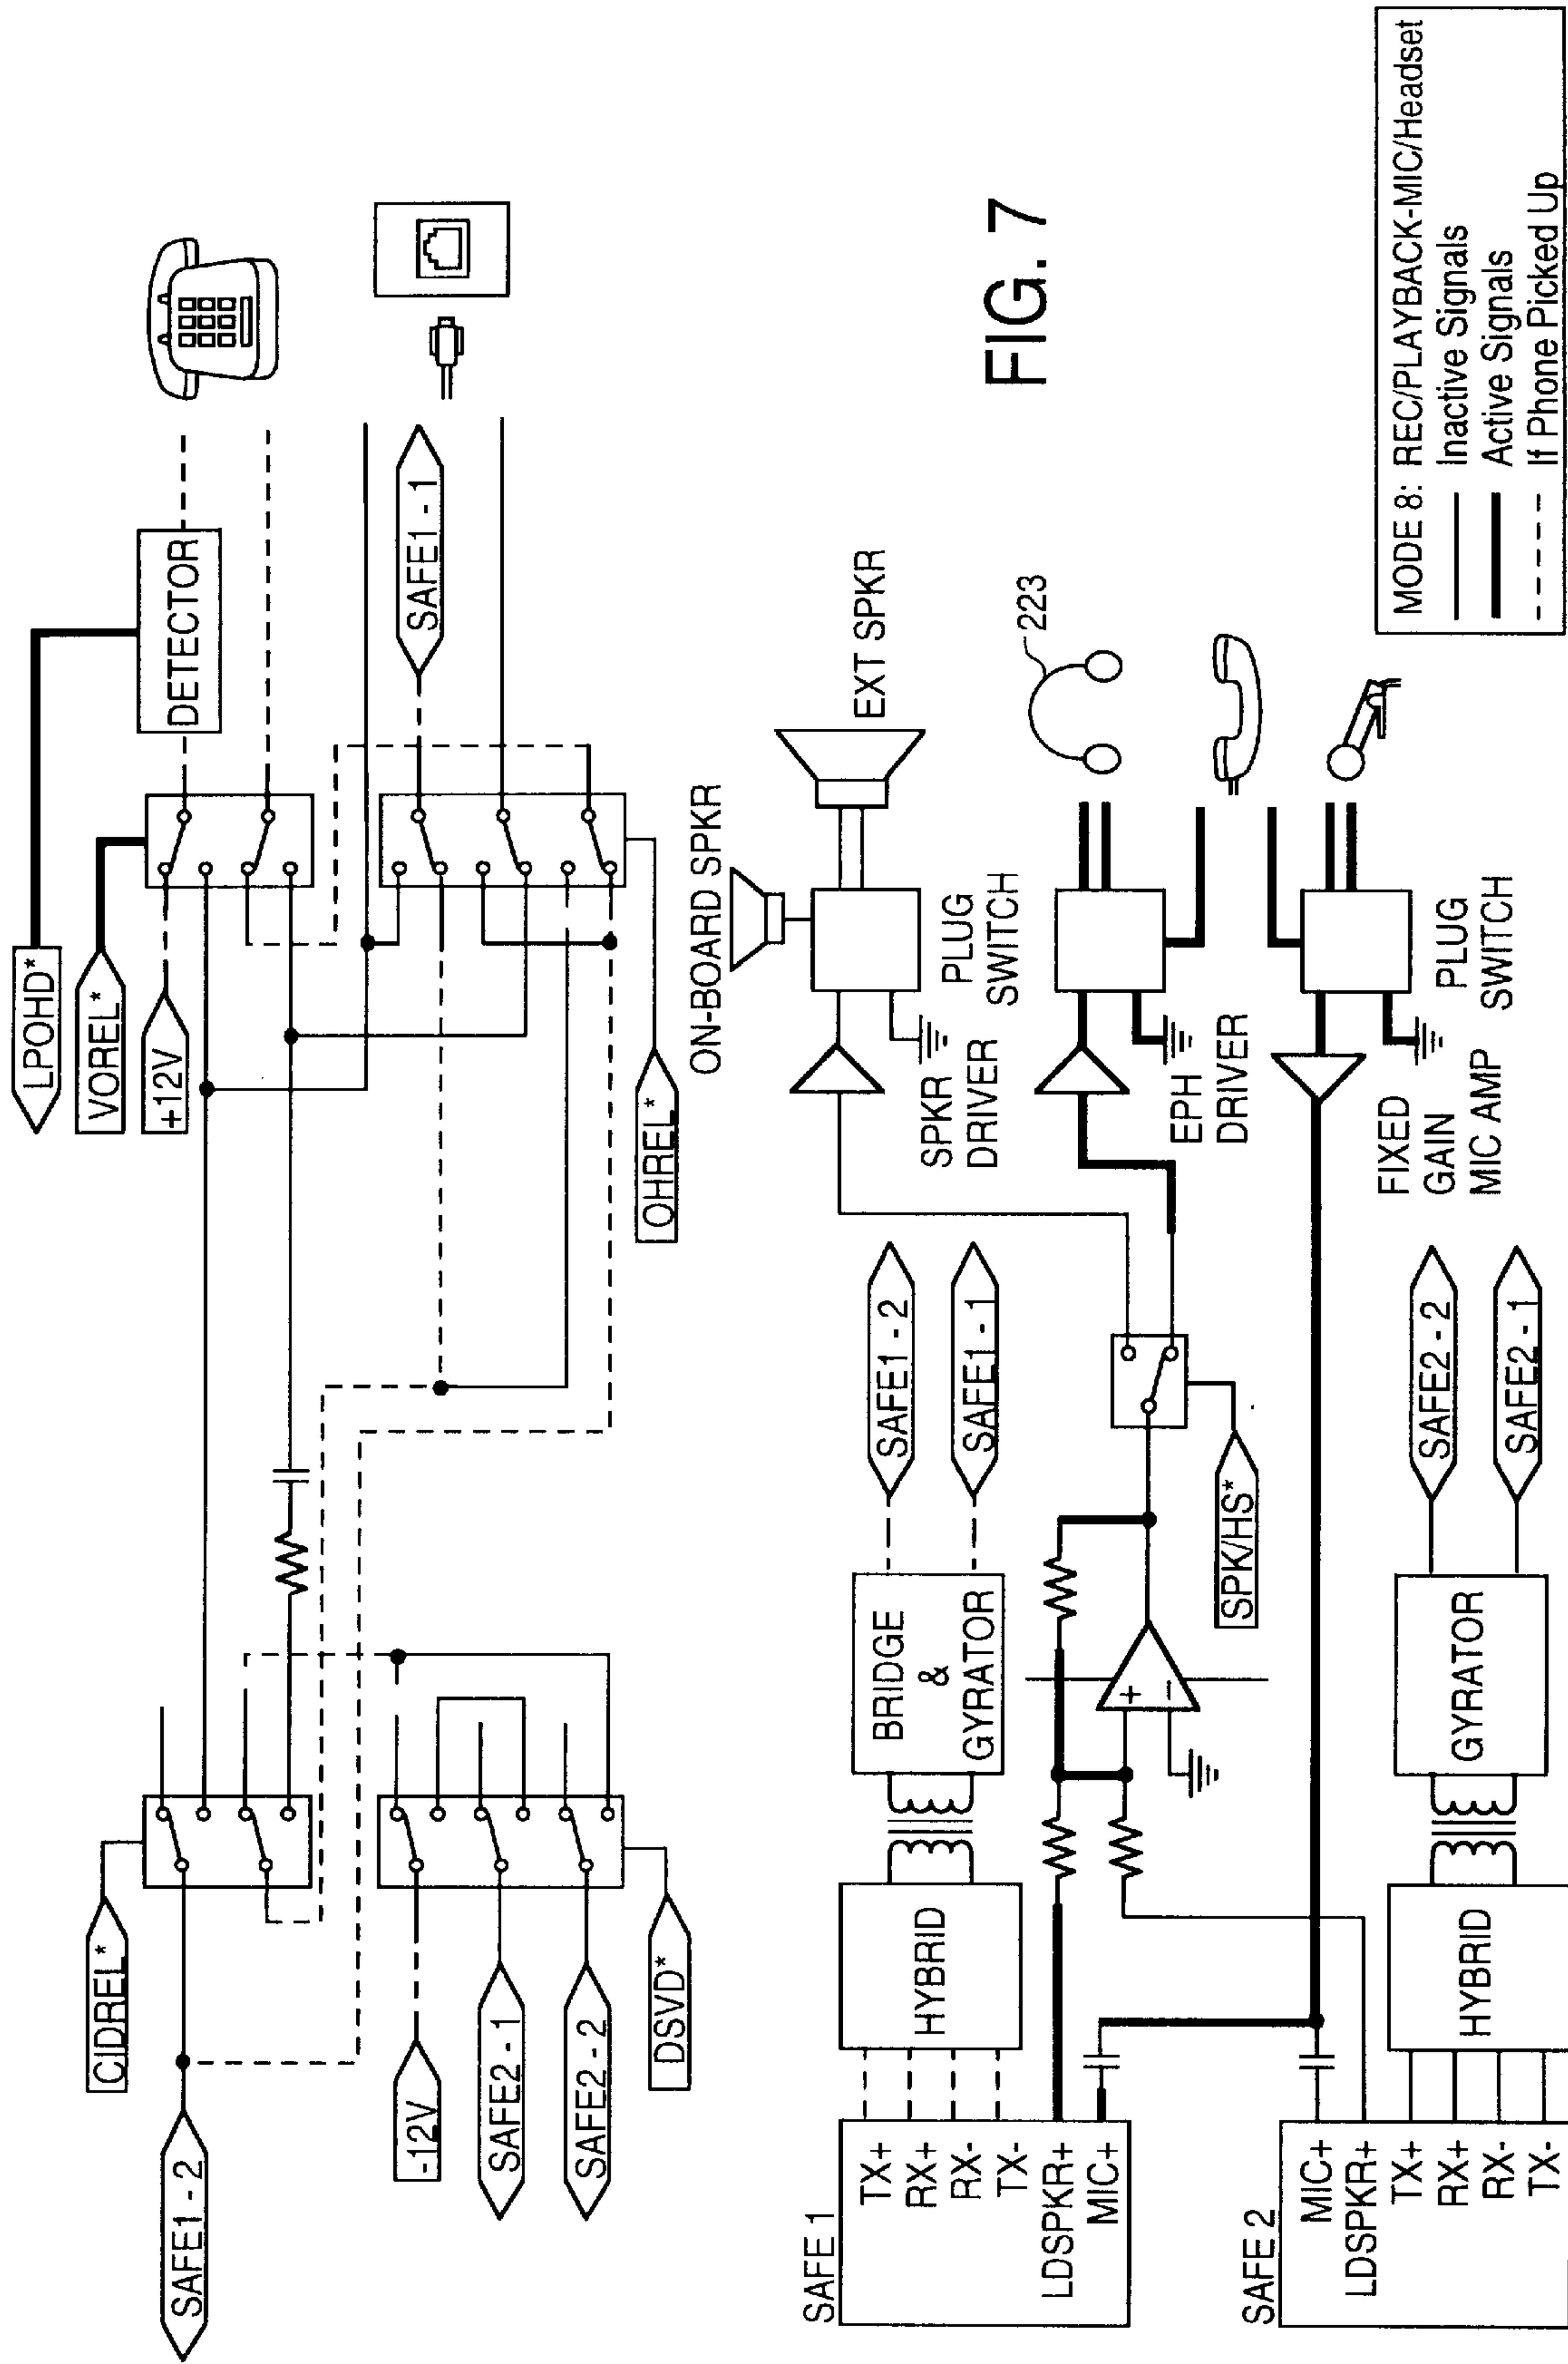 LPOHD*
VOREL*
+12V
DETECTOR
CIDREL*
SAFE1 - 2
-12V
SAFE2 - 1
SAFE2 - 2
DSVD*
SAFE1 - 1
OHREL*
ON-BOARD SPKR
EXT SPKR
PLUG
SWITCH
SPKR
DRIVER
223
EPH
DRIVER
FIXED
GAIN
MIC AMP
PLUG
SWITCH
SAFE 1
TX+
RX+
RX-
TX-
LDSPKR+
MIC+
HYBRID
BRIDGE
&
GYRATOR
SAFE1 - 2
SAFE1 - 1
+
−
SPK/HS*
SAFE 2
MIC+
LDSPKR+
TX+
RX+
RX-
TX-
HYBRID
GYRATOR
SAFE2 - 2
SAFE2 - 1
FIG. 7
MODE 8: REC/PLAYBACK-MIC/Headset
Inactive Signals
Active Signals
If Phone Picked Up